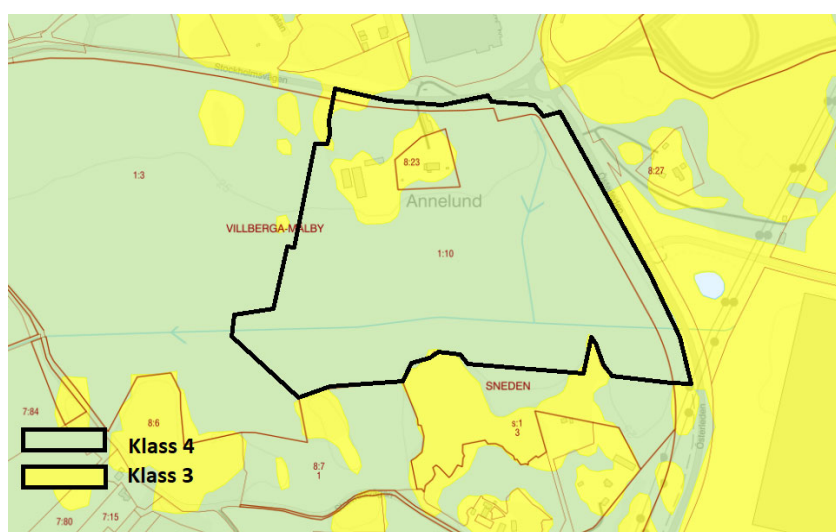 Stockholmsvägen
8:23
8:27
1:3
Annelund
VILLBERGA-MÄLBY
1:10
SNEDEN
7:84
8:6
s:1
3
Österleden
Klass 4
8:7
1
Klass 3
7:80
7:15